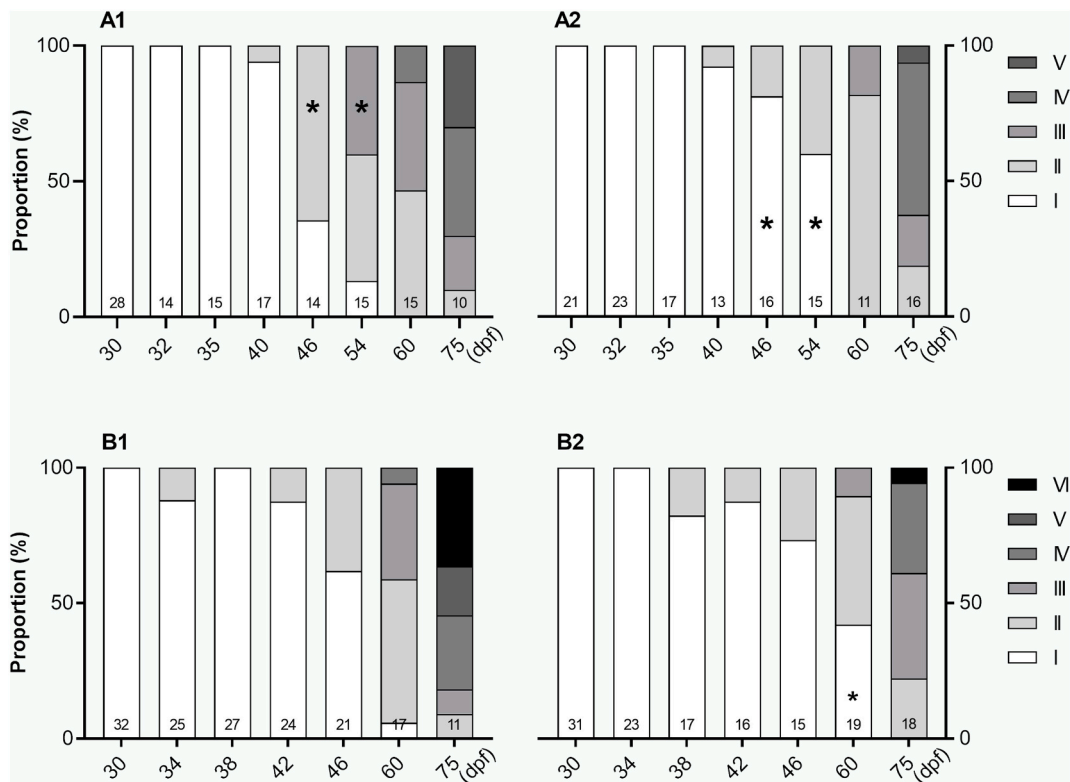 A1 A2
100 100
V
IV
III
II
I
Proportion (%)
50 50
* * * *
28 14 15 17 14 15 15 10 21 23 17 13 16 15 11 16
0 0
30 32 35 40 46 54 60 75 (dpf) 30 32 35 40 46 54 60 75 (dpf)
B1 B2
100 100
VI
V
IV
III
II
I
Proportion (%)
50 50
*
32 25 27 24 21 17 11 31 23 17 16 15 19 18
0 0
30 34 38 42 46 60 75 (dpf) 30 34 38 42 46 60 75 (dpf)